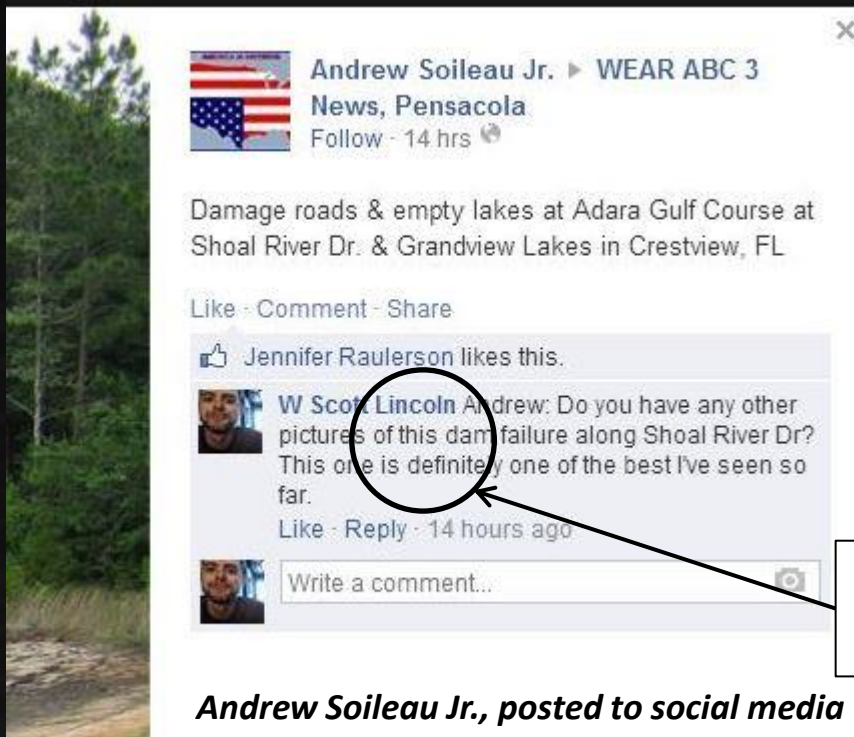 Andrew Soileau Jr. ▸ WEAR ABC 3
News, Pensacola
Follow · 14 hrs
Damage roads & empty lakes at Adara Gulf Course at
Shoal River Dr. & Grandview Lakes in Crestview, FL
Like · Comment · Share
Jennifer Raulerson likes this.
W Scott Lincoln Andrew: Do you have any other
pictures of this dam failure along Shoal River Dr?
This one is definitely one of the best I've seen so
far.
Like · Reply · 14 hours ago
Write a comment...
Andrew Soileau Jr., posted to social media